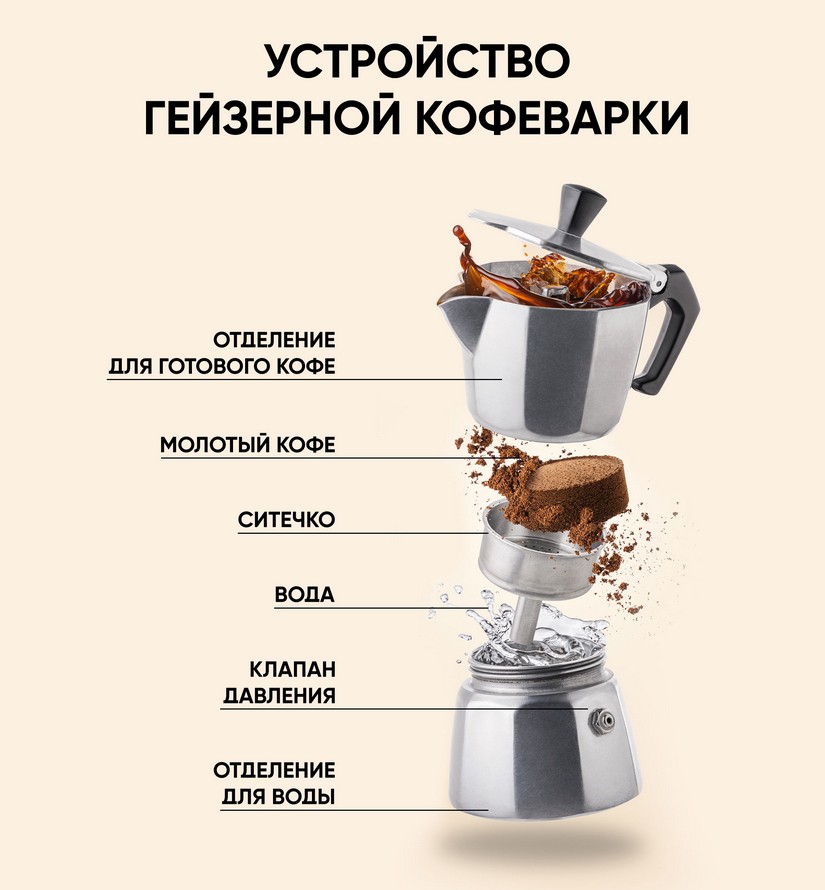 УСТРОЙСТВО
ГЕЙЗЕРНОЙ КОФЕВАРКИ
ОТДЕЛЕНИЕ
ДЛЯ ГОТОВОГО КОФЕ
МОЛОТЫЙ КОФЕ
СИТЕЧКО
ВОДА
КЛАПАН
ДАВЛЕНИЯ
ОТДЕЛЕНИЕ
ДЛЯ ВОДЫ